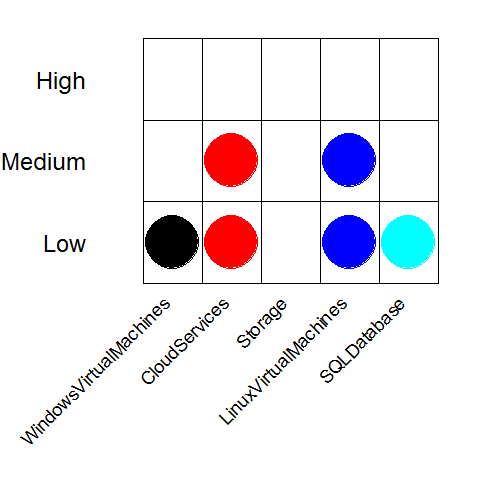 High
Medium
Low
WindowsVirtualMachines
CloudServices
Storage
LinuxVirtualMachines
SQLDatabase